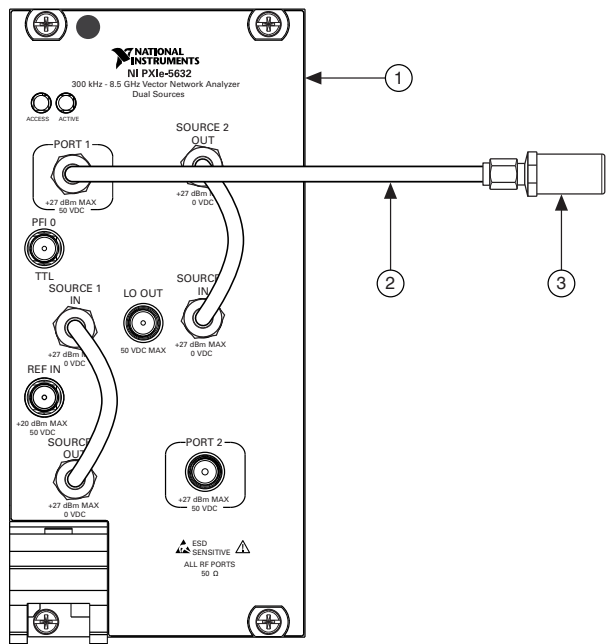 NATIONAL
INSTRUMENTS
NI PXIe-5632
300 kHz - 8.5 GHz Vector Network Analyzer
Dual Sources
ACCESS ACTIVE
PORT 1
+27 dBm MAX
50 VDC
SOURCE 2
OUT
+27 dBm M
0 VDC
PFI 0
TTL
SOURCE 1
IN
+27 dBm M
0 VDC
LO OUT
50 VDC MAX
SOURC
IN
+27 dBm MAX
0 VDC
REF IN
+20 dBm MAX
50 VDC
SOURC
OUT
+27 dBm MAX
0 VDC
PORT 2
+27 dBm MAX
50 VDC
ESD
SENSITIVE
ALL RF PORTS
50 Ω
1
2
3